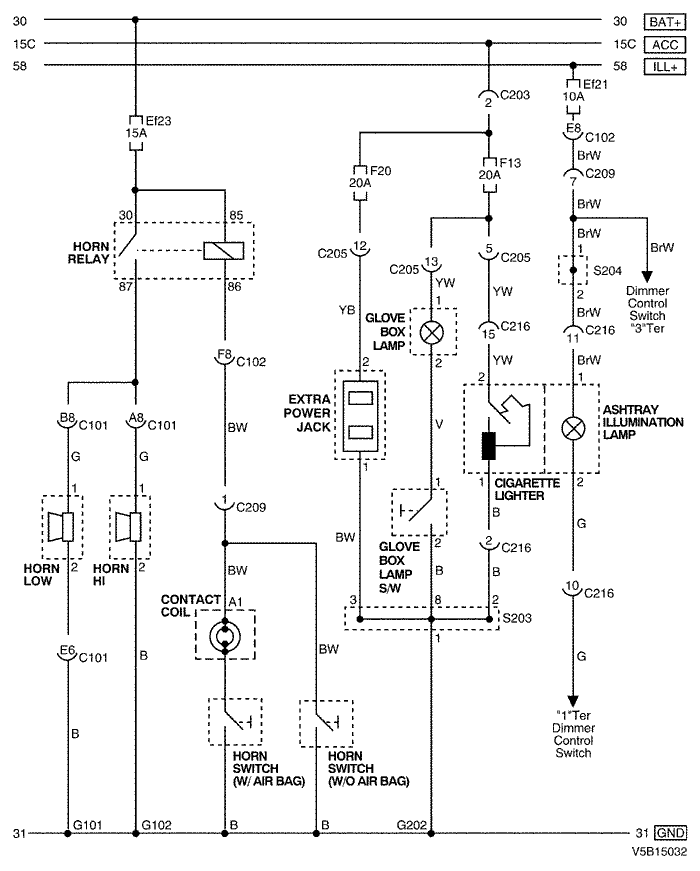 30
30 BAT+
15C
15C ACC
58
58 ILL+
Ef21
10A
C203
2
Ef23
15A
E8
C102
BrW
F20
20A
F13
20A
C209
7
BrW
30
85
HORN
RELAY
87
86
12
C205
13
C205
5
C205
BrW
BrW
1
S204
2
Dimmer
Control
Switch
"3"Ter
YB
YW
YW
BrW
1
GLOVE
BOX
LAMP
2
C216
15
C216
11
F8
C102
YW
BrW
2
2
1
EXTRA
POWER
JACK
1
ASHTRAY
ILLUMINATION
LAMP
B8
C101
A8
C101
BW
V
G
G
CIGARETTE
LIGHTER
1
2
1
1
1
C209
1
B
G
HORN
LOW
2
HORN
HI
2
BW
GLOVE
BOX
LAMP
S/W
2
2
C216
BW
B
B
10
C216
CONTACT
COIL
A1
3
8
2
S203
1
E6
C101
B
BW
G
B
"1"Ter
Dimmer
Control
Switch
HORN
SWITCH
(W/ AIR BAG)
HORN
SWITCH
(W/O AIR BAG)
31
G101
G102
B
B
G202
31 GND
V5B15032